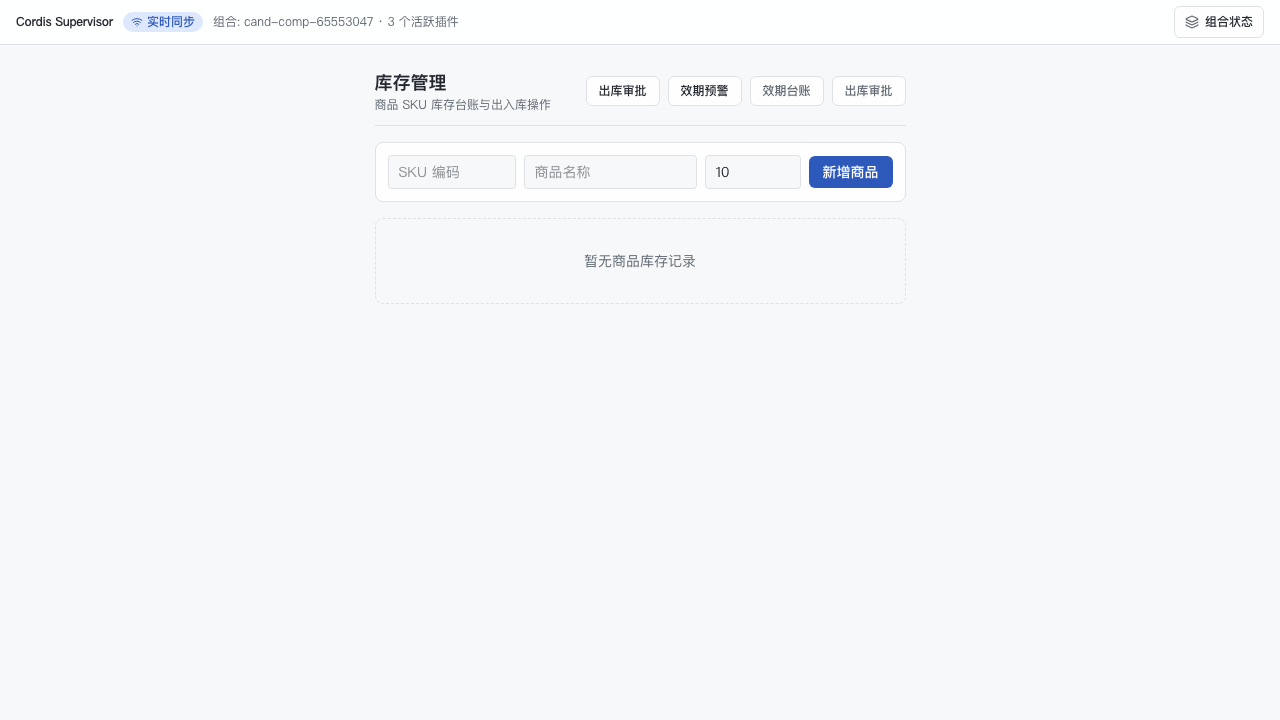 Cordis Supervisor 实时同步 组合: cand-comp-65553047 · 3 个活跃插件 组合状态
库存管理
商品 SKU 库存台账与出入库操作
出库审批 效期预警 效期台账 出库审批
SKU 编码 商品名称 10 新增商品
暂无商品库存记录